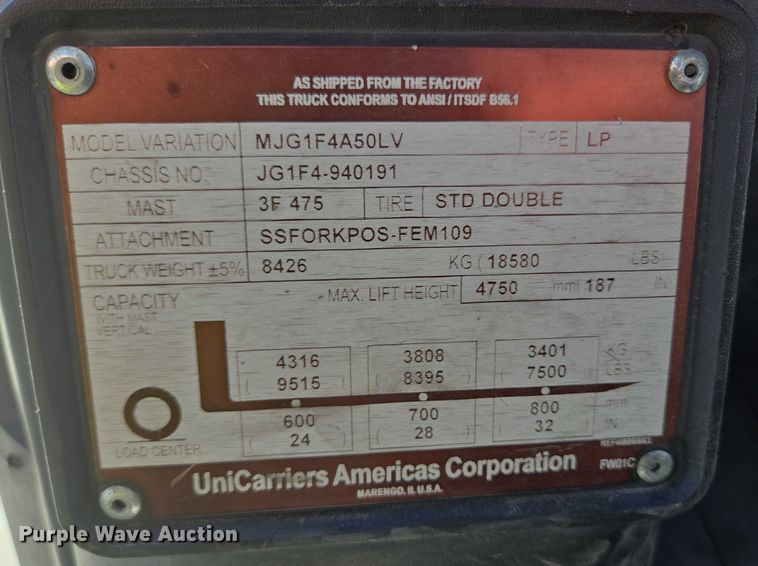 AS SHIPPED FROM THE FACTORY
THIS TRUCK CONFORMS TO ANSI / ITSDF B56.1
MODEL VARIATION MJG1F4A50LV TYPE LP
CHASSIS NO. JG1F4-940191
MAST 3F 475 TIRE STD DOUBLE
ATTACHMENT SSFORKPOS-FEM109
TRUCK WEIGHT ±5% 8426 KG ( 18580 LBS)
CAPACITY MAX. LIFT HEIGHT 4750 mm ( 187 IN
WITH MAST
VERTICAL
4316 3808 3401 KG
( 9515 ) ( 8395 ) ( 7500 ) LBS
600 700 800 mm
( 24 ) ( 28 ) ( 32 ) IN
LOAD CENTER
UniCarriers Americas Corporation FW01C
MARENGO, IL U.S.A.
Purple Wave Auction